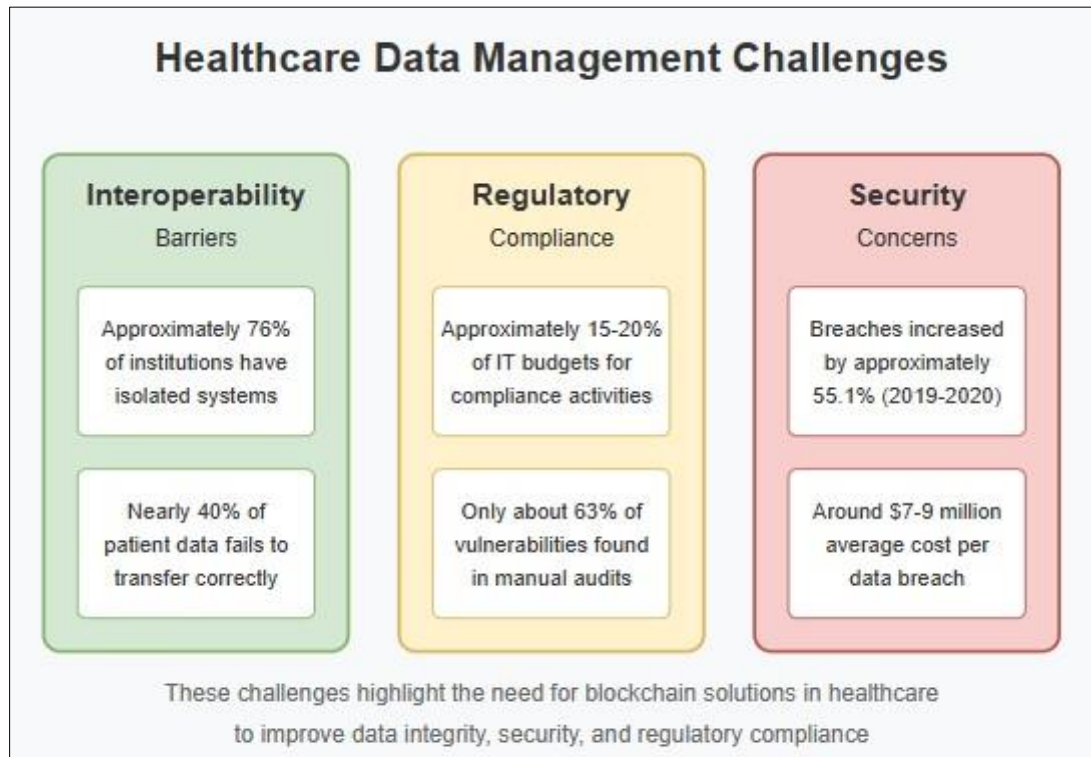 Healthcare Data Management Challenges
Interoperability
Barriers
Approximately 76%
of institutions have
isolated systems
Nearly 40% of
patient data fails to
transfer correctly
Regulatory
Compliance
Approximately 15-20%
of IT budgets for
compliance activities
Only about 63% of
vulnerabilities found
in manual audits
Security
Concerns
Breaches increased
by approximately
55.1% (2019-2020)
Around $7-9 million
average cost per
data breach
These challenges highlight the need for blockchain solutions in healthcare
to improve data integrity, security, and regulatory compliance